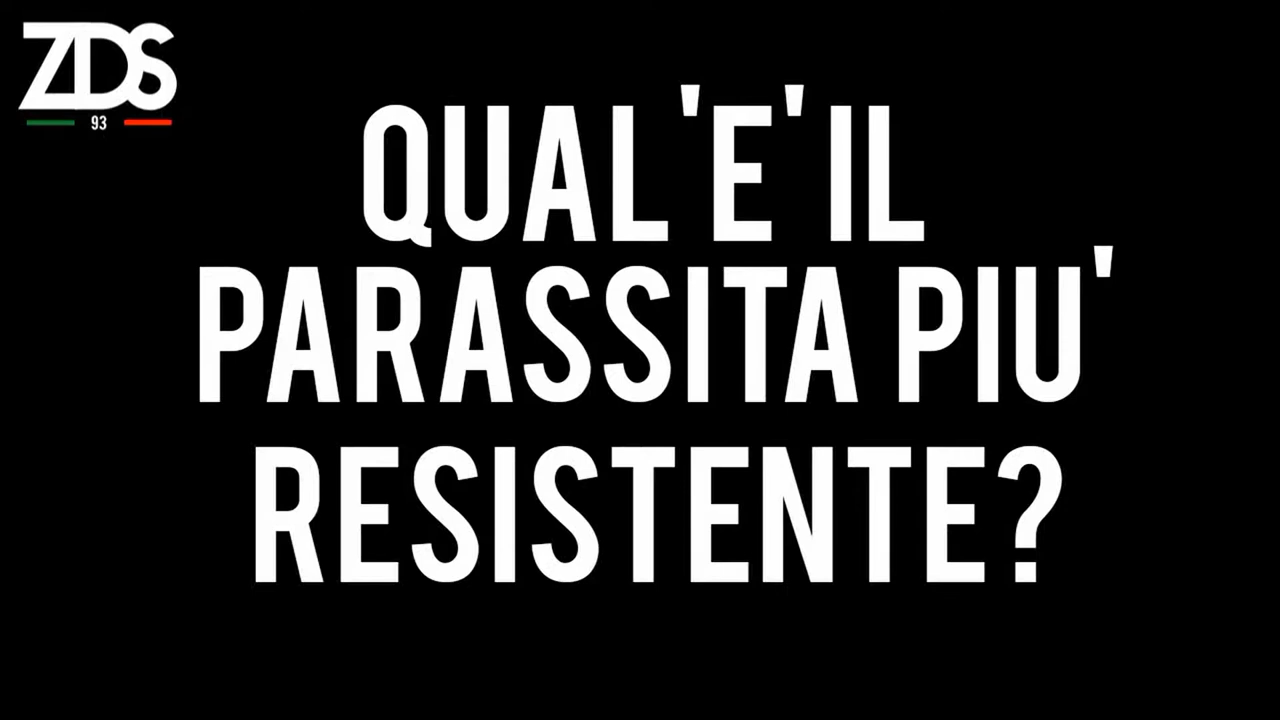 ZDS
93
QUAL'E' IL
PARASSITA PIU'
RESISTENTE?